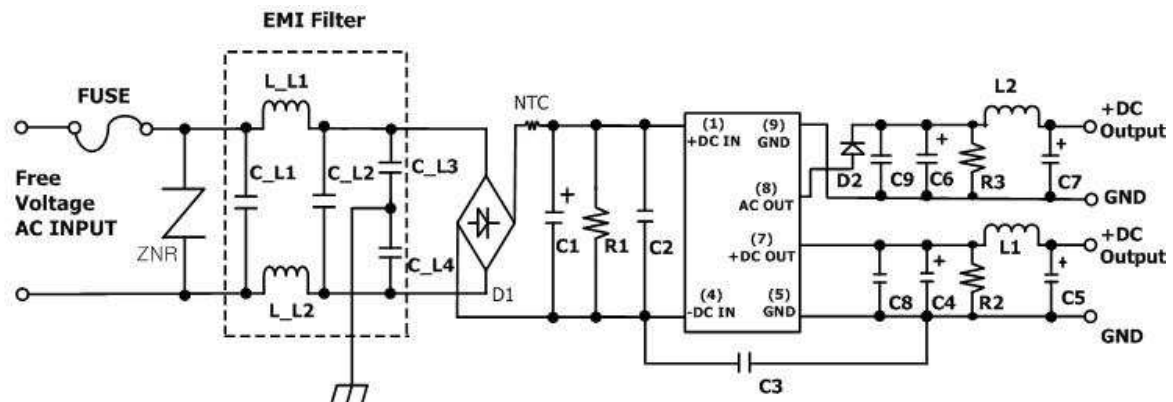 EMI Filter
L_L1
FUSE
NTC
L2
+DC
Output
(1)
+DC IN
(9)
GND
C_L1
C_L2
C_L3
Free
Voltage
AC INPUT
ZNR
+
C1
R1
C2
(8)
AC OUT
D2
C9
+
C6
R3
+
C7
GND
(7)
+DC OUT
+DC
Output
L1
C_L4
D1
L_L2
(4)
-DC IN
(5)
GND
C8
+
C4
R2
+
C5
GND
C3